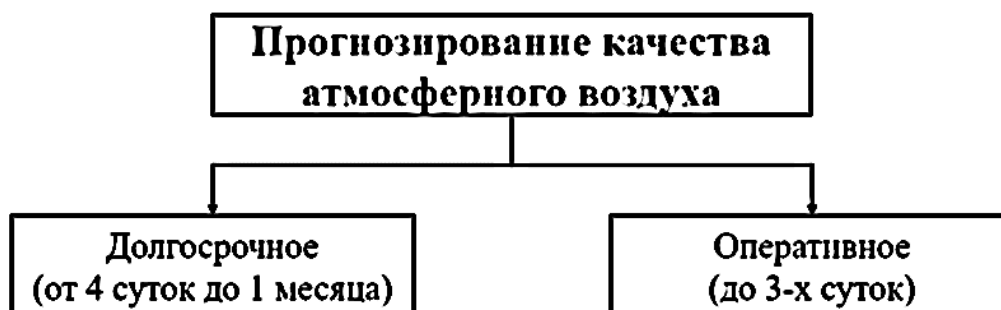 Прогнозирование качества
атмосферного воздуха
Долгосрочное
(от 4 суток до 1 месяца)
Оперативное
(до 3-х суток)